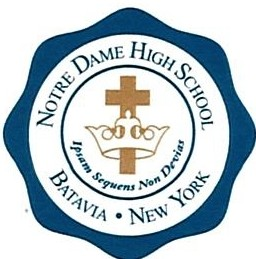 NOTRE DAME HIGH SCHOOL
Ipsam Sequens Non Devias
BATAVIA • NEW YORK